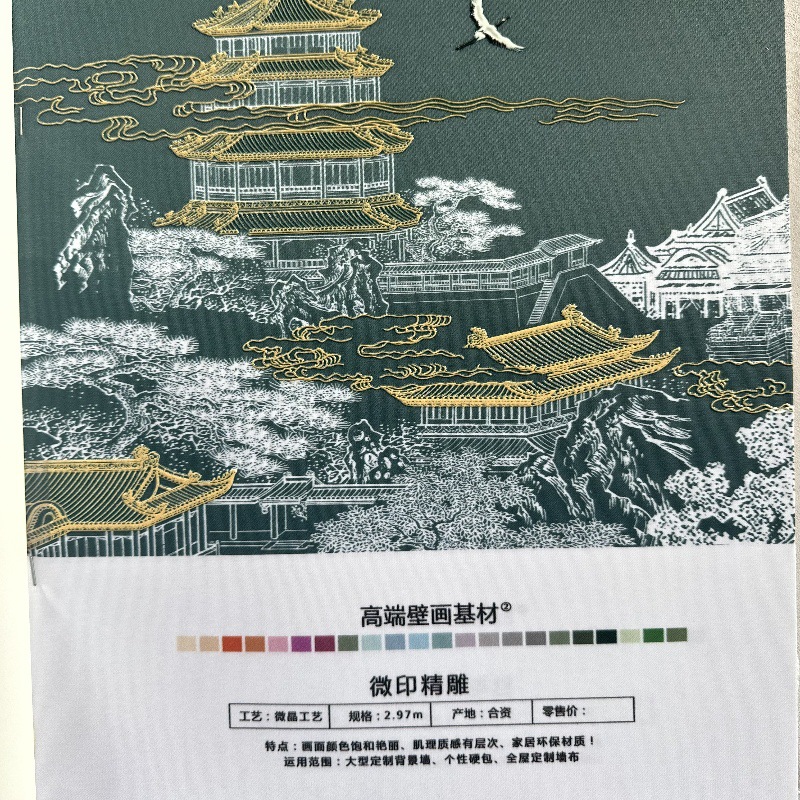 高端壁画基材②
微印精雕
工艺：微晶工艺 规格：2.97m 产地：合资 零售价：
特点：画面颜色饱和艳丽、肌理质感有层次、家居环保材质！
运用范围：大型定制背景墙、个性硬包、全屋定制墙布